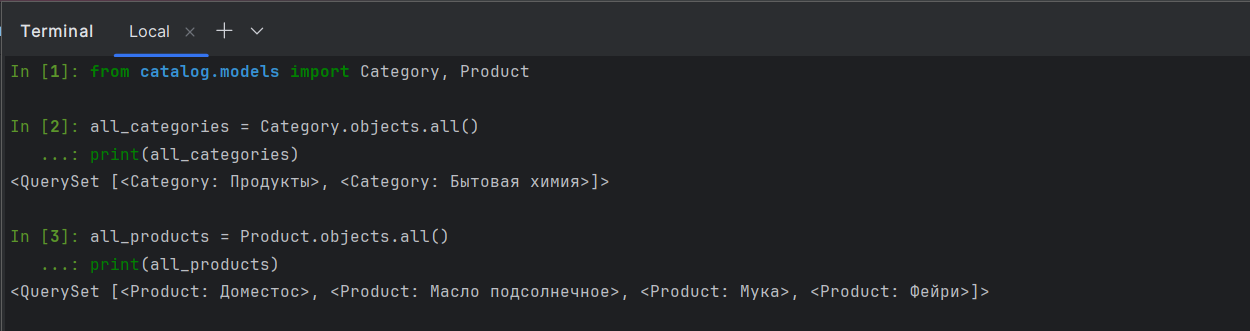 Terminal Local
In [1]: from catalog.models import Category, Product
In [2]: all_categories = Category.objects.all()
...: print(all_categories)
<QuerySet [<Category: Продукты>, <Category: Бытовая химия>]>
In [3]: all_products = Product.objects.all()
...: print(all_products)
<QuerySet [<Product: Доместос>, <Product: Масло подсолнечное>, <Product: Мука>, <Product: Фейри>]>